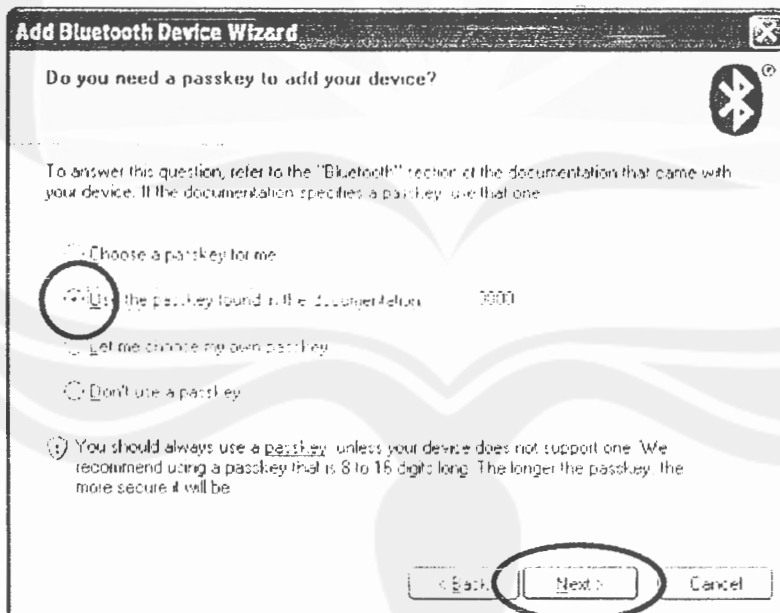 Add Bluetooth Device Wizard
Do you need a passkey to add your device?
®
To answer this question, refer to the "Bluetooth" section of the documentation that came with
your device. If the documentation specifies a passkey, use that one.
Choose a passkey for me
Use the passkey found in the documentation:
Let me choose my own passkey
Don't use a passkey
You should always use a passkey, unless your device does not support one. We
recommend using a passkey that is 8 to 16 digits long. The longer the passkey, the
more secure it will be.
< Back
Next >
Cancel